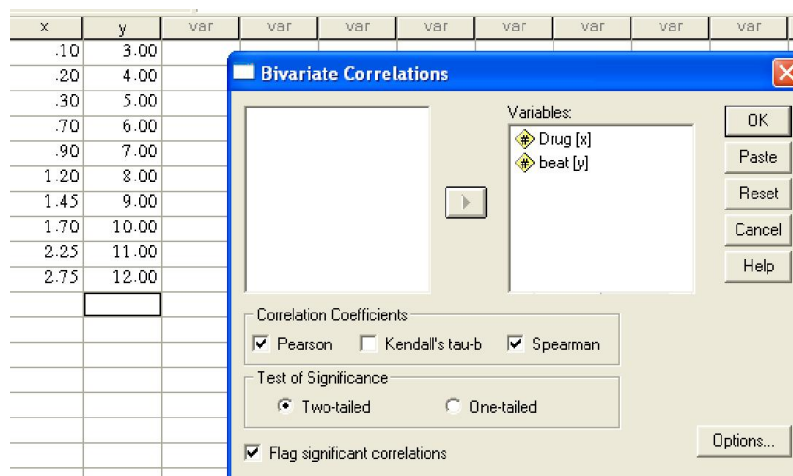 x y var var var var var var var var
.10 3.00
.20 4.00
.30 5.00
.70 6.00
.90 7.00
1.20 8.00
1.45 9.00
1.70 10.00
2.25 11.00
2.75 12.00
Bivariate Correlations
Variables:
Drug [x]
beat [y]
OK
Paste
Reset
Cancel
Help
Correlation Coefficients
Pearson Kendall's tau-b Spearman
Test of Significance
Two-tailed One-tailed
Flag significant correlations
Options...